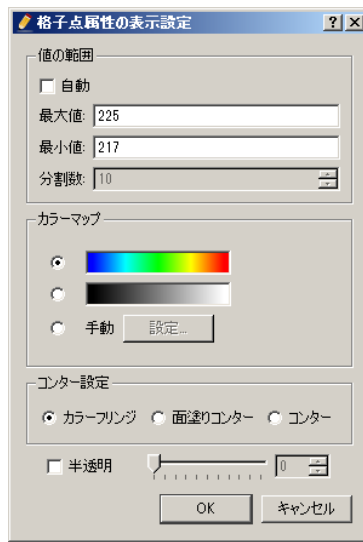 格子点属性の表示設定
値の範囲
自動
最大値: 225
最小値: 217
分割数: 10
カラーマップ
手動 設定...
コンター設定
カラーフリンジ 面塗りコンター コンター
半透明 0
OK キャンセル